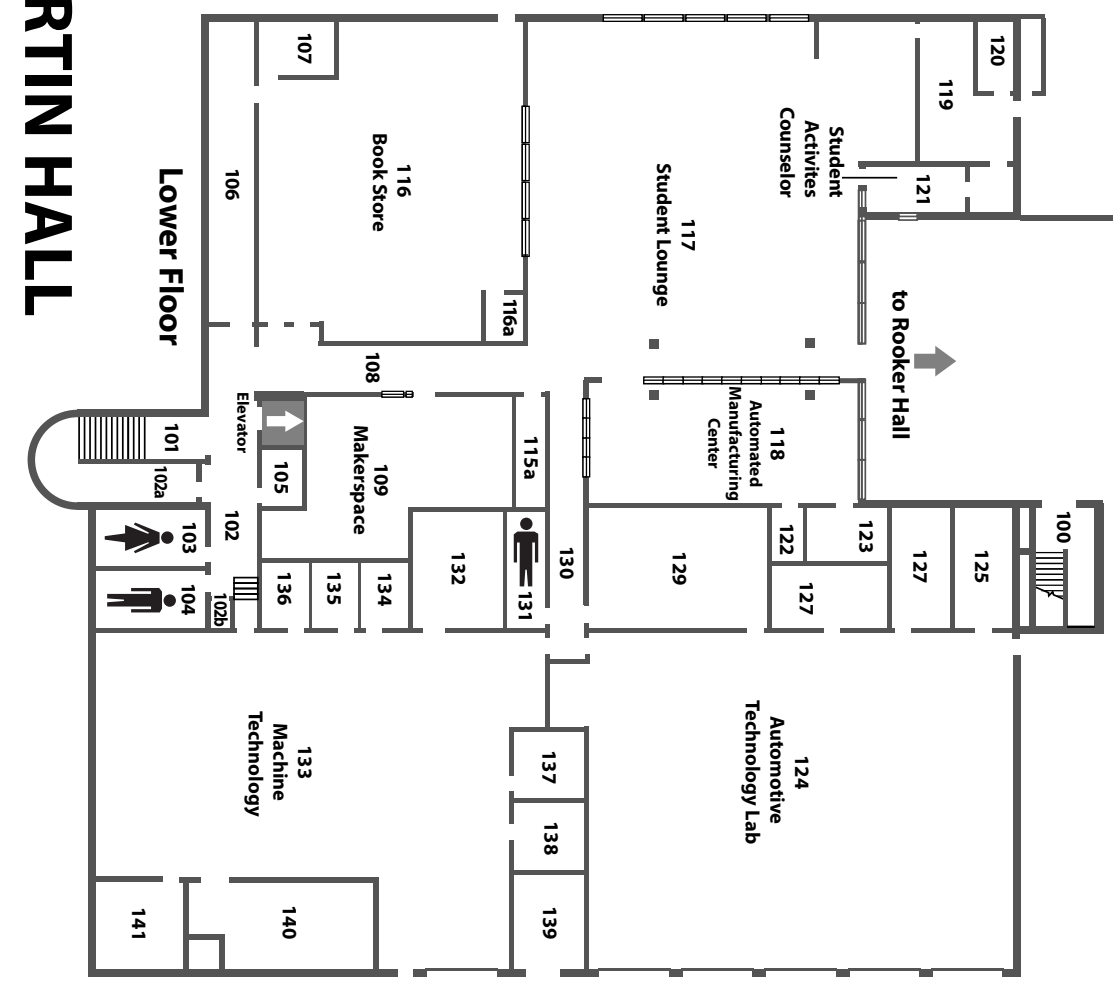 RTIN HALL
Lower Floor
107
106
116
Book Store
116a
108
117
Student Lounge
Student
Activites
Counselor
119
120
121
to Rooker Hall
118
Automated
Manufacturing
Center
Elevator
101
102a
102
103
104
102b
105
109
Makerspace
115a
136
135
134
132
131
130
129
122
123
127
127
125
100
133
Machine
Technology
137
138
139
140
141
124
Automotive
Technology Lab